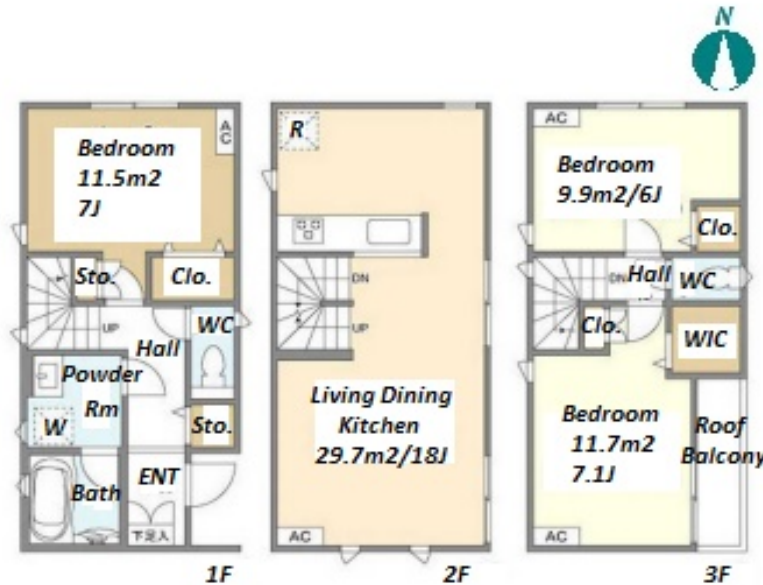 N
Bedroom
11.5m2
7J
AC
Sto.
Clo.
UP
WC
Hall
Powder
Rm
W
Sto.
Bath
ENT
下足入
1F
R
DN
UP
Living Dining
Kitchen
29.7m2/18J
AC
2F
AC
Bedroom
9.9m2/6J
Clo.
DN
Hall
WC
Clo.
WIC
Bedroom
11.7m2
7.1J
Roof
Balcony
AC
3F